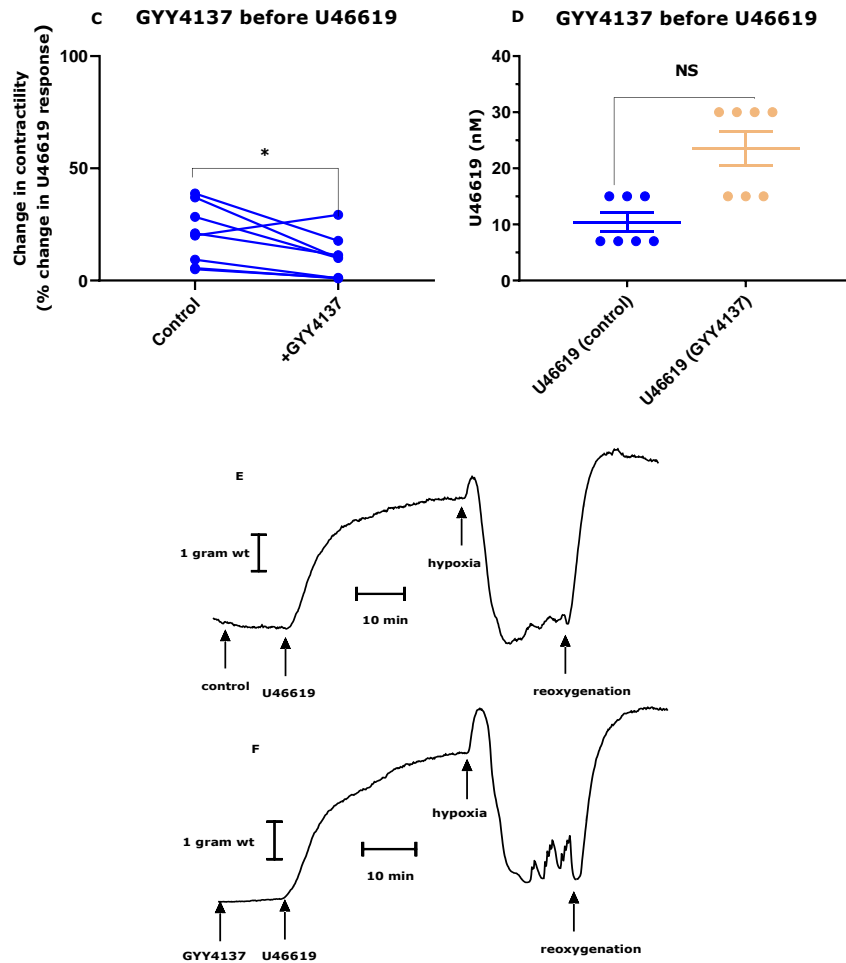 C GYY4137 before U46619
Change in contractility
(% change in U46619 response)
100
50
0
*
Control
+GYY4137
D GYY4137 before U46619
U46619 (nM)
40
30
20
10
0
NS
U46619 (control)
U46619 (GYY4137)
E
1 gram wt
hypoxia
10 min
control
U46619
reoxygenation
F
1 gram wt
hypoxia
10 min
GYY4137
U46619
reoxygenation